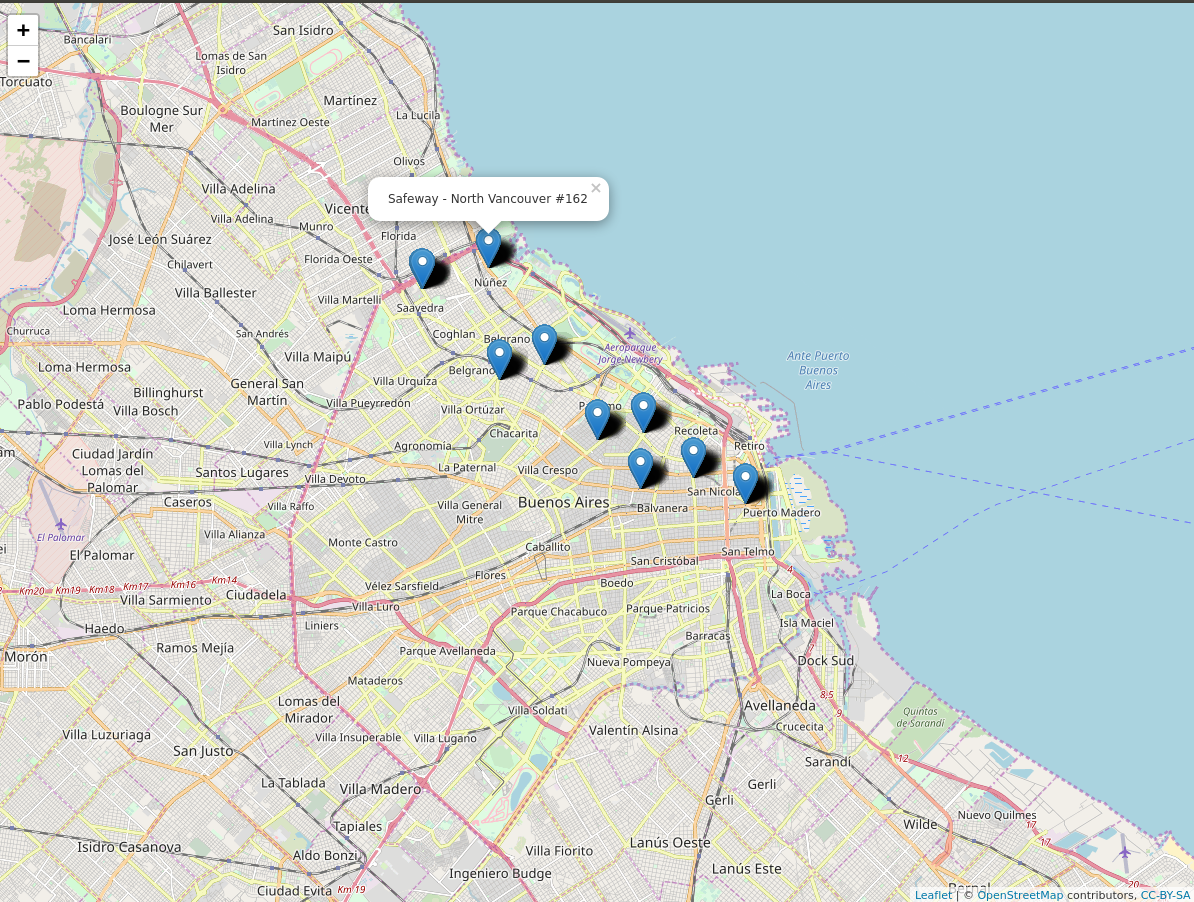 +
−
San Isidro
Bancalari
Lomas de San
Isidro
Torcuato
Martínez
Boulogne Sur
Mer
La Lucila
Martinez Oeste
Olivos
Villa Adelina
Safeway - North Vancouver #162
×
Vicente
Villa Adelina
Munro
Florida
José León Suárez
Florida Oeste
Chilavert
Núñez
Villa Ballester
Villa Martelli
Saavedra
Loma Hermosa
Churruca
San Andrés
Coghlan
Belgrano
Aeroparque
Jorge Newbery
Villa Maipú
Ante Puerto
Buenos
Aires
Loma Hermosa
Belgrano
Villa Urquiza
General San
Martín
Billinghurst
Pablo Podestá
Villa Bosch
Villa Pueyrredón
Villa Ortúzar
Chacarita
Recoleta
Retiro
Villa Lynch
Agronomía
Ciudad Jardín
Lomas del
Palomar
Santos Lugares
La Paternal
Villa Crespo
Villa Devoto
San Nicola
Caseros
Villa Raffo
Villa General
Mitre
Buenos Aires
Balvanera
Puerto Madero
El Palomar
Villa Alianza
Monte Castro
Caballito
San Telmo
El Palomar
San Cristóbal
Flores
Boedo
4
Km20
Km19
Km18
Km17
Km16
Km14
Vélez Sarsfield
Ciudadela
Villa Sarmiento
La Boca
Villa Luro
Parque Chacabuco
Parque Patricios
Haedo
Liniers
Isla Maciel
Barracas
Ramos Mejía
Parque Avellaneda
7
Morón
Nueva Pompeya
Dock Sud
Mataderos
8,5
Lomas del
Mirador
Villa Soldati
Avellaneda
9
Quintas
de Sarandí
Crucecita
Villa Luzuriaga
Villa Insuperable
Villa Lugano
Valentín Alsina
San Justo
Sarandí
12
La Tablada
Villa Madero
Gerli
Gerli
Nuevo Quilmes
Tapiales
Wilde
17
17
Isidro Casanova
Lanús Oeste
Aldo Bonzi
Villa Fiorito
Lanús Este
Ingeniero Budge
20
Ciudad Evita
Km 19
Bernal
Leaflet | © OpenStreetMap contributors, CC-BY-SA